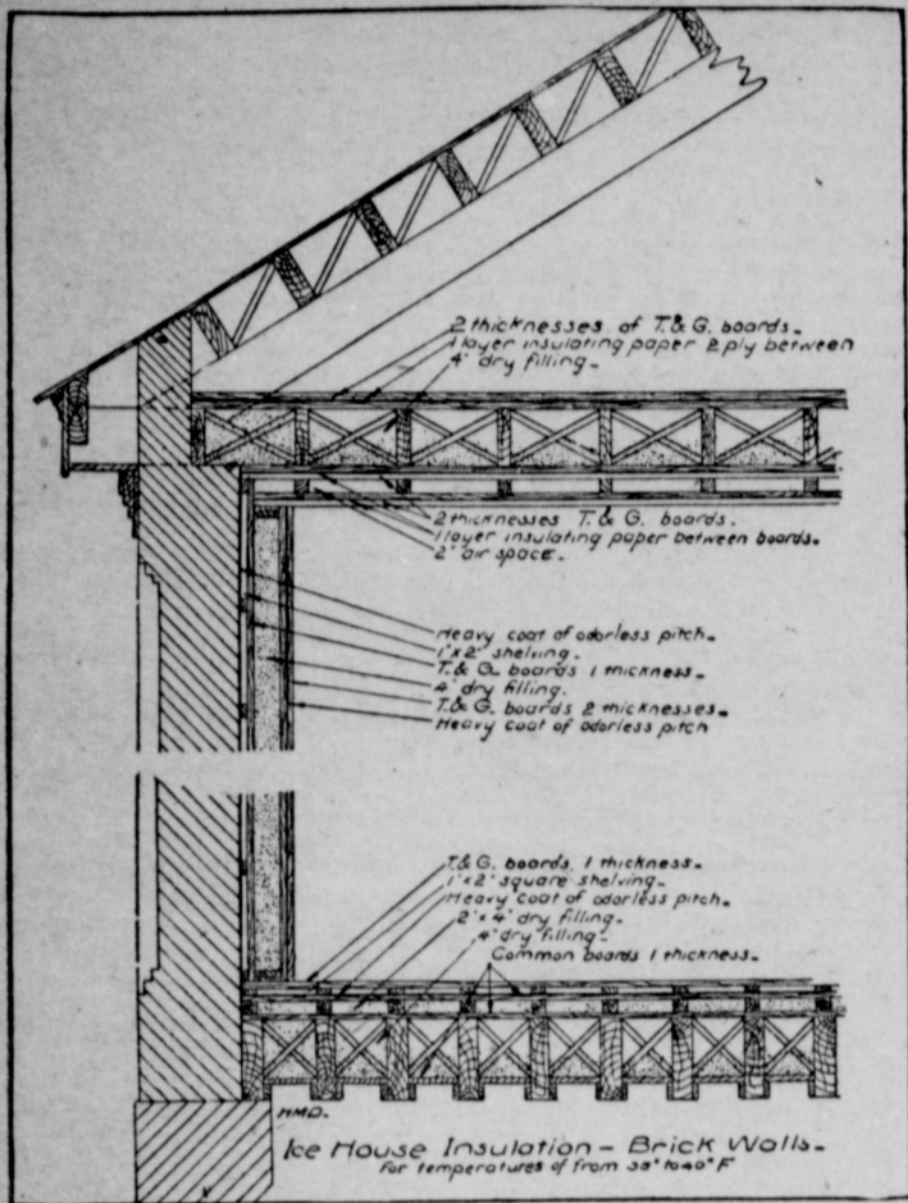 2 thicknesses of T.& G. boards.
1 layer insulating paper 2 ply between
4" dry filling.
2 thicknesses T.& G. boards.
1 layer insulating paper between boards.
2" air space.
Heavy coat of odorless pitch.
1"x 2" shelving.
T.& G. boards 1 thickness.
4" dry filling.
T.& G. boards 2 thicknesses.
Heavy coat of odorless pitch
T.& G. boards 1 thickness.
1"x 2" square shelving.
Heavy coat of odorless pitch.
2"x 4" dry filling.
4" dry filling.
Common boards 1 thickness.
HMD.
Ice House Insulation - Brick Walls.
For temperatures of from to 40° F